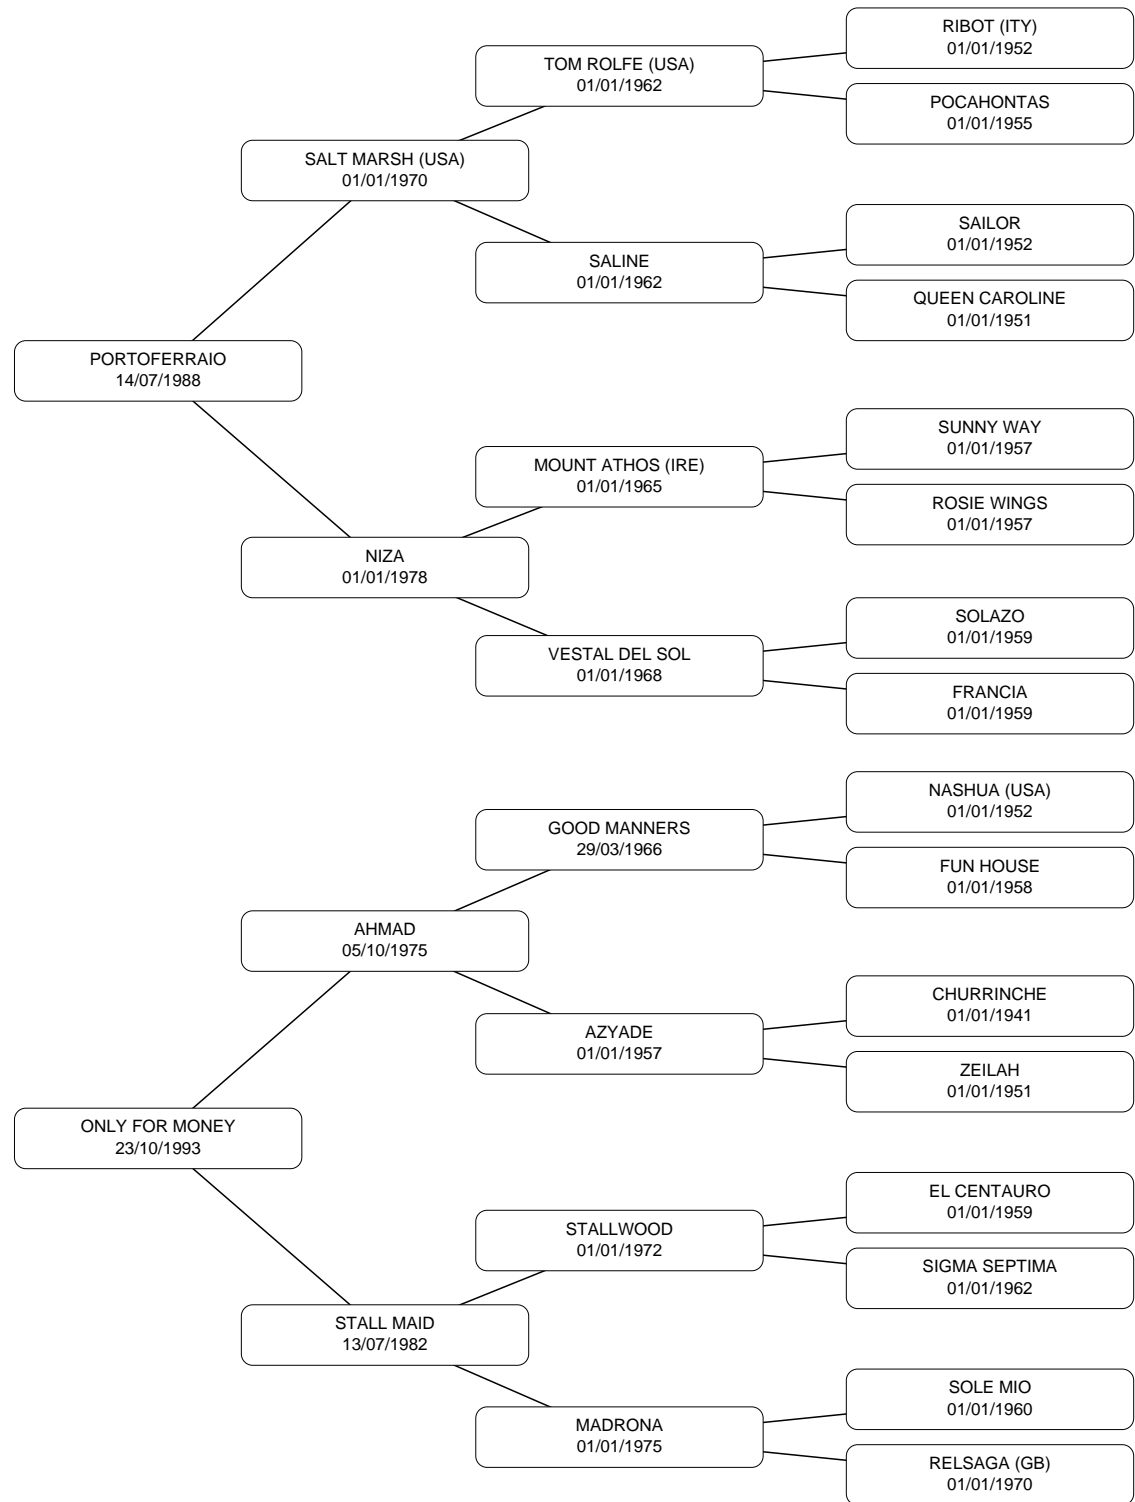 RIBOT (ITY)
01/01/1952
TOM ROLFE (USA)
01/01/1962
POCAHONTAS
01/01/1955
SALT MARSH (USA)
01/01/1970
SAILOR
01/01/1952
SALINE
01/01/1962
QUEEN CAROLINE
01/01/1951
PORTOFERRAIO
14/07/1988
SUNNY WAY
01/01/1957
MOUNT ATHOS (IRE)
01/01/1965
ROSIE WINGS
01/01/1957
NIZA
01/01/1978
SOLAZO
01/01/1959
VESTAL DEL SOL
01/01/1968
FRANCIA
01/01/1959
NASHUA (USA)
01/01/1952
GOOD MANNERS
29/03/1966
FUN HOUSE
01/01/1958
AHMAD
05/10/1975
CHURRINCHE
01/01/1941
AZYADE
01/01/1957
ZEILAH
01/01/1951
ONLY FOR MONEY
23/10/1993
EL CENTAURO
01/01/1959
STALLWOOD
01/01/1972
SIGMA SEPTIMA
01/01/1962
STALL MAID
13/07/1982
SOLE MIO
01/01/1960
MADRONA
01/01/1975
RELSAGA (GB)
01/01/1970